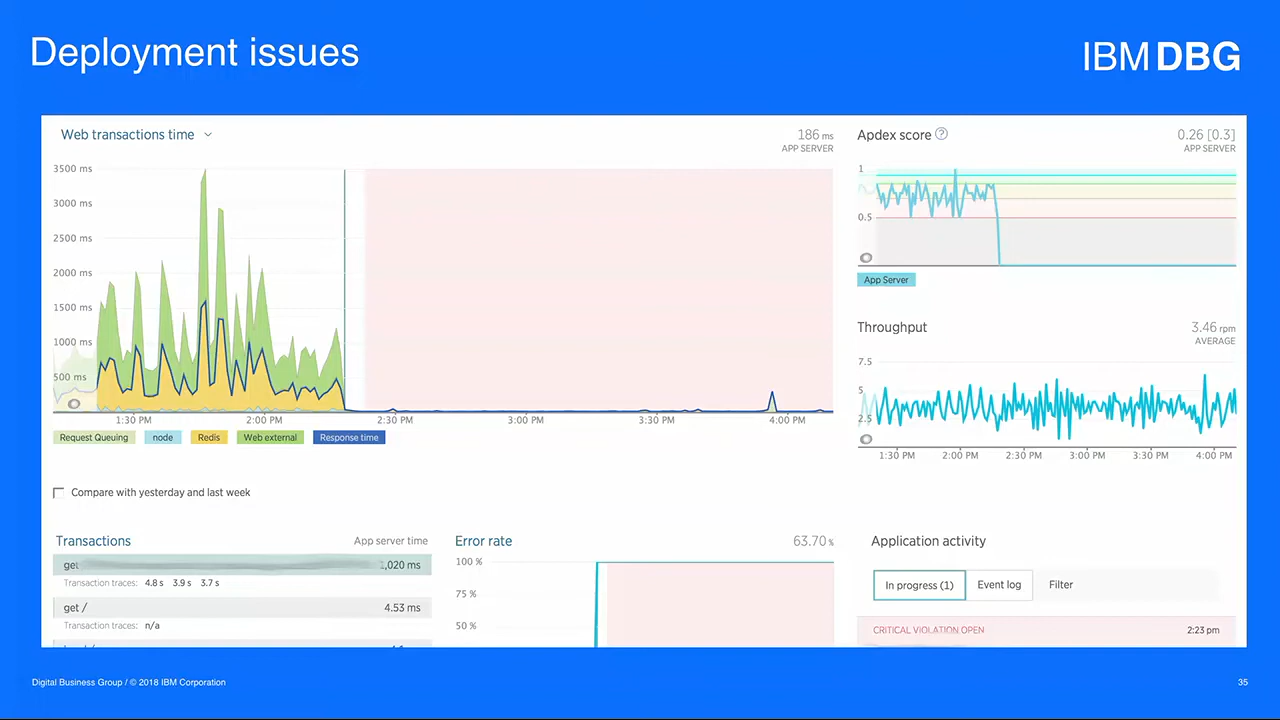 Deployment issues
IBM DBG
Web transactions time
186 ms
APP SERVER
3500 ms
3000 ms
2500 ms
2000 ms
1500 ms
1000 ms
500 ms
1:30 PM 2:00 PM 2:30 PM 3:00 PM 3:30 PM 4:00 PM
Request Queuing node Redis Web external Response time
Compare with yesterday and last week
Apdex score ?
0.26 [0.3]
APP SERVER
1
0.5
App Server
Throughput
3.46 rpm
AVERAGE
7.5
5
2.5
1:30 PM 2:00 PM 2:30 PM 3:00 PM 3:30 PM 4:00 PM
Transactions App server time
get 1,020 ms
Transaction traces: 4.8 s 3.9 s 3.7 s
get / 4.53 ms
Transaction traces: n/a
Error rate 63.70 %
100 %
75 %
50 %
Application activity
In progress (1) Event log Filter
CRITICAL VIOLATION OPEN 2:23 pm
Digital Business Group / © 2018 IBM Corporation
35